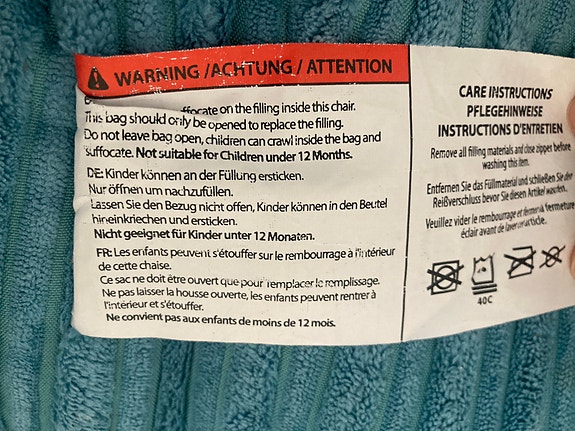 WARNING /ACHTUNG / ATTENTION
suffocate on the filling inside this chair.
This bag should only be opened to replace the filling.
Do not leave bag open, children can crawl inside the bag and
suffocate. Not suitable for Children under 12 Months.
DE: Kinder können an der Füllung ersticken.
Nur öffnen um nachzufüllen.
Lassen Sie den Bezug nicht offen, Kinder können in den Beutel
hineinkriechen und ersticken.
Nicht geeignet für Kinder unter 12 Monaten.
FR: Les enfants peuvent s'étouffer sur le rembourrage à l'intérieur
de cette chaise.
Ce sac ne doit être ouvert que pour remplacer le remplissage.
Ne pas laisser la housse ouverte, les enfants peuvent rentrer à
l'intérieur et s'étouffer.
Ne convient pas aux enfants de moins de 12 mois.
CARE INSTRUCTIONS
PFLEGEHINWEISE
INSTRUCTIONS D'ENTRETIEN
Remove all filling materials and close zippes before
washing this item.
Entfernen Sie das Füllmaterial und schließen Sie den
Reißverschluss bevor Sie diesen Artikel waschen.
Veuillez vider le rembourrage et fermer la fermeture
éclair avant de laver cet article.
40C